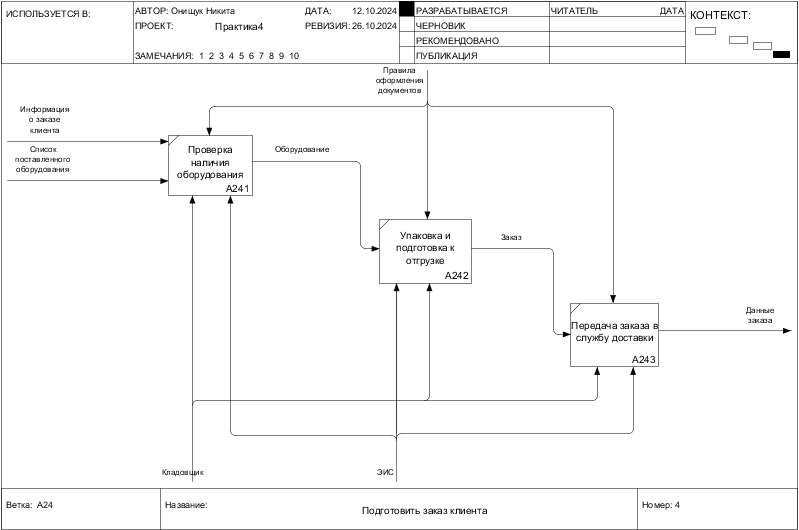 ИСПОЛЬЗУЕТСЯ В:
АВТОР: Онищук Никита
ДАТА: 12.10.2024
ПРОЕКТ: Практика4
РЕВИЗИЯ: 26.10.2024
ЗАМЕЧАНИЯ: 1 2 3 4 5 6 7 8 9 10
РАЗРАБАТЫВАЕТСЯ
ЧЕРНОВИК
РЕКОМЕНДОВАНО
ПУБЛИКАЦИЯ
ЧИТАТЕЛЬ ДАТА
КОНТЕКСТ:
Правила
оформления
документов
Информация
о заказе
клиента
Список
поставленного
оборудования
Проверка
наличия
оборудования
A241
Оборудование
Упаковка и
подготовка к
отгрузке
A242
Заказ
Передача заказа в
службу доставки
A243
Данные
заказа
Кладовщик
ЭИС
Ветка: A24
Название:
Подготовить заказ клиента
Номер: 4